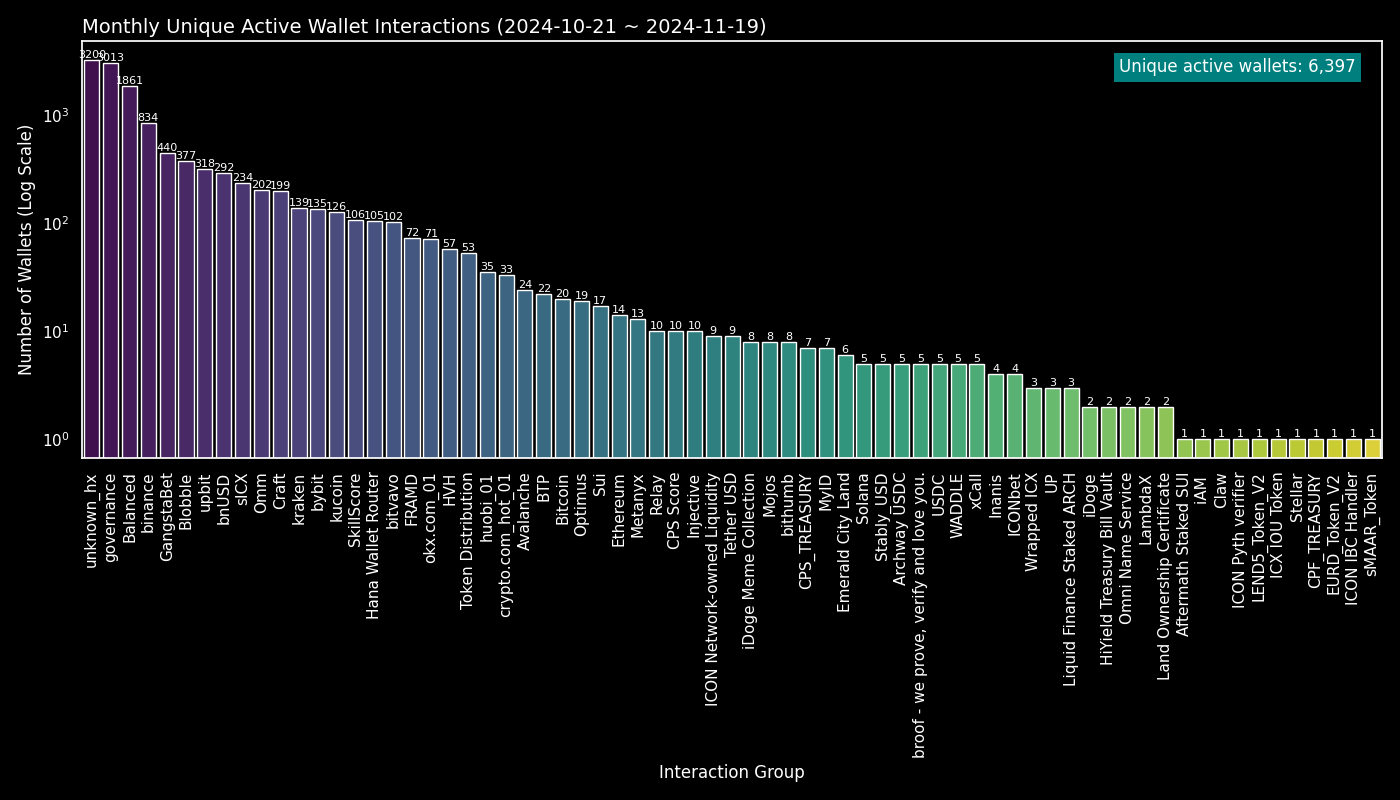 Monthly Unique Active Wallet Interactions (2024-10-21 ~ 2024-11-19)
Unique active wallets: 6,397
Number of Wallets (Log Scale)
10³
10²
10¹
10⁰
3200
3013
1861
834
440
377
318
292
234
202
199
139
135
126
106
105
102
72
71
57
53
35
33
24
22
20
19
17
14
13
10
10
10
9
9
8
8
8
7
7
6
5
5
5
5
5
5
5
4
4
3
3
3
2
2
2
2
2
1
1
1
1
1
1
1
1
1
1
1
unknown_hx
governance
Balanced
binance
GangstaBet
Blobble
upbit
bnUSD
sICX
Omm
Craft
kraken
bybit
kucoin
SkillScore
Hana Wallet Router
bitvavo
FRAMD
okx.com_01
HVH
Token Distribution
huobi_01
crypto.com_hot_01
Avalanche
BTP
Bitcoin
Optimus
Sui
Ethereum
Metanyx
Relay
CPS Score
Injective
ICON Network-owned Liquidity
Tether USD
iDoge Meme Collection
Mojos
bithumb
CPS_TREASURY
MyID
Emerald City Land
Solana
Stably_USD
Archway_USDC
broof - we prove, verify and love you.
USDC
WADDLE
xCall
Inanis
ICONbet
Wrapped ICX
UP
Liquid Finance Staked ARCH
iDoge
HiYield Treasury Bill Vault
Omni Name Service
LambdaX
Land Ownership Certificate
Aftermath Staked SUI
iAM
Claw
ICON Pyth verifier
LEND5_Token_V2
ICX_IOU_Token
Stellar
CPF_TREASURY
EURD_Token_V2
ICON IBC Handler
sMAAR_Token
Interaction Group